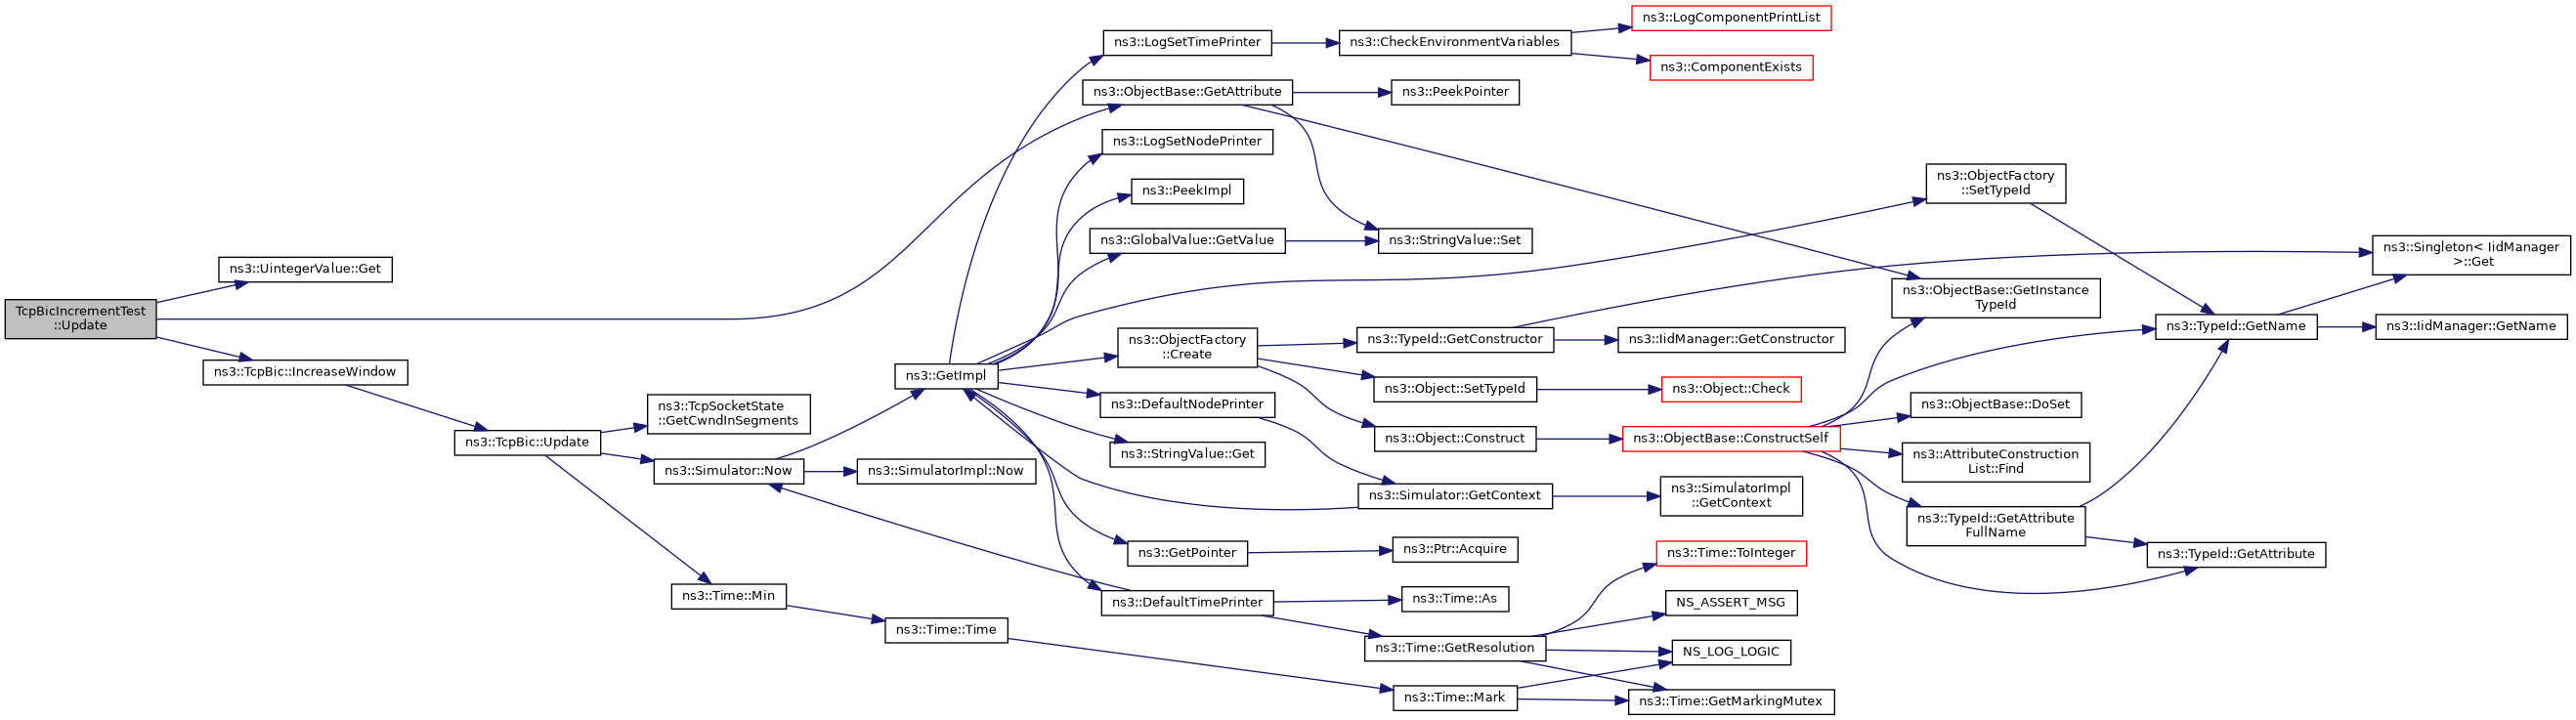 TcpBicIncrementTest
::Update
ns3::UintegerValue::Get
ns3::TcpBic::IncreaseWindow
ns3::TcpBic::Update
ns3::TcpSocketState
::GetCwndInSegments
ns3::Simulator::Now
ns3::Time::Min
ns3::SimulatorImpl::Now
ns3::GetImpl
ns3::Time::Time
ns3::LogSetTimePrinter
ns3::ObjectBase::GetAttribute
ns3::LogSetNodePrinter
ns3::PeekImpl
ns3::GlobalValue::GetValue
ns3::ObjectFactory
::Create
ns3::DefaultNodePrinter
ns3::StringValue::Get
ns3::GetPointer
ns3::DefaultTimePrinter
ns3::CheckEnvironmentVariables
ns3::PeekPointer
ns3::StringValue::Set
ns3::TypeId::GetConstructor
ns3::Object::SetTypeId
ns3::Object::Construct
ns3::Simulator::GetContext
ns3::Ptr::Acquire
ns3::Time::As
ns3::Time::GetResolution
ns3::Time::Mark
ns3::LogComponentPrintList
ns3::ComponentExists
ns3::IidManager::GetConstructor
ns3::Object::Check
ns3::ObjectBase::ConstructSelf
ns3::SimulatorImpl
::GetContext
ns3::Time::ToInteger
NS_ASSERT_MSG
NS_LOG_LOGIC
ns3::Time::GetMarkingMutex
ns3::ObjectFactory
::SetTypeId
ns3::ObjectBase::GetInstance
TypeId
ns3::ObjectBase::DoSet
ns3::AttributeConstruction
List::Find
ns3::TypeId::GetAttribute
FullName
ns3::TypeId::GetName
ns3::TypeId::GetAttribute
ns3::Singleton< IidManager
>::Get
ns3::IidManager::GetName